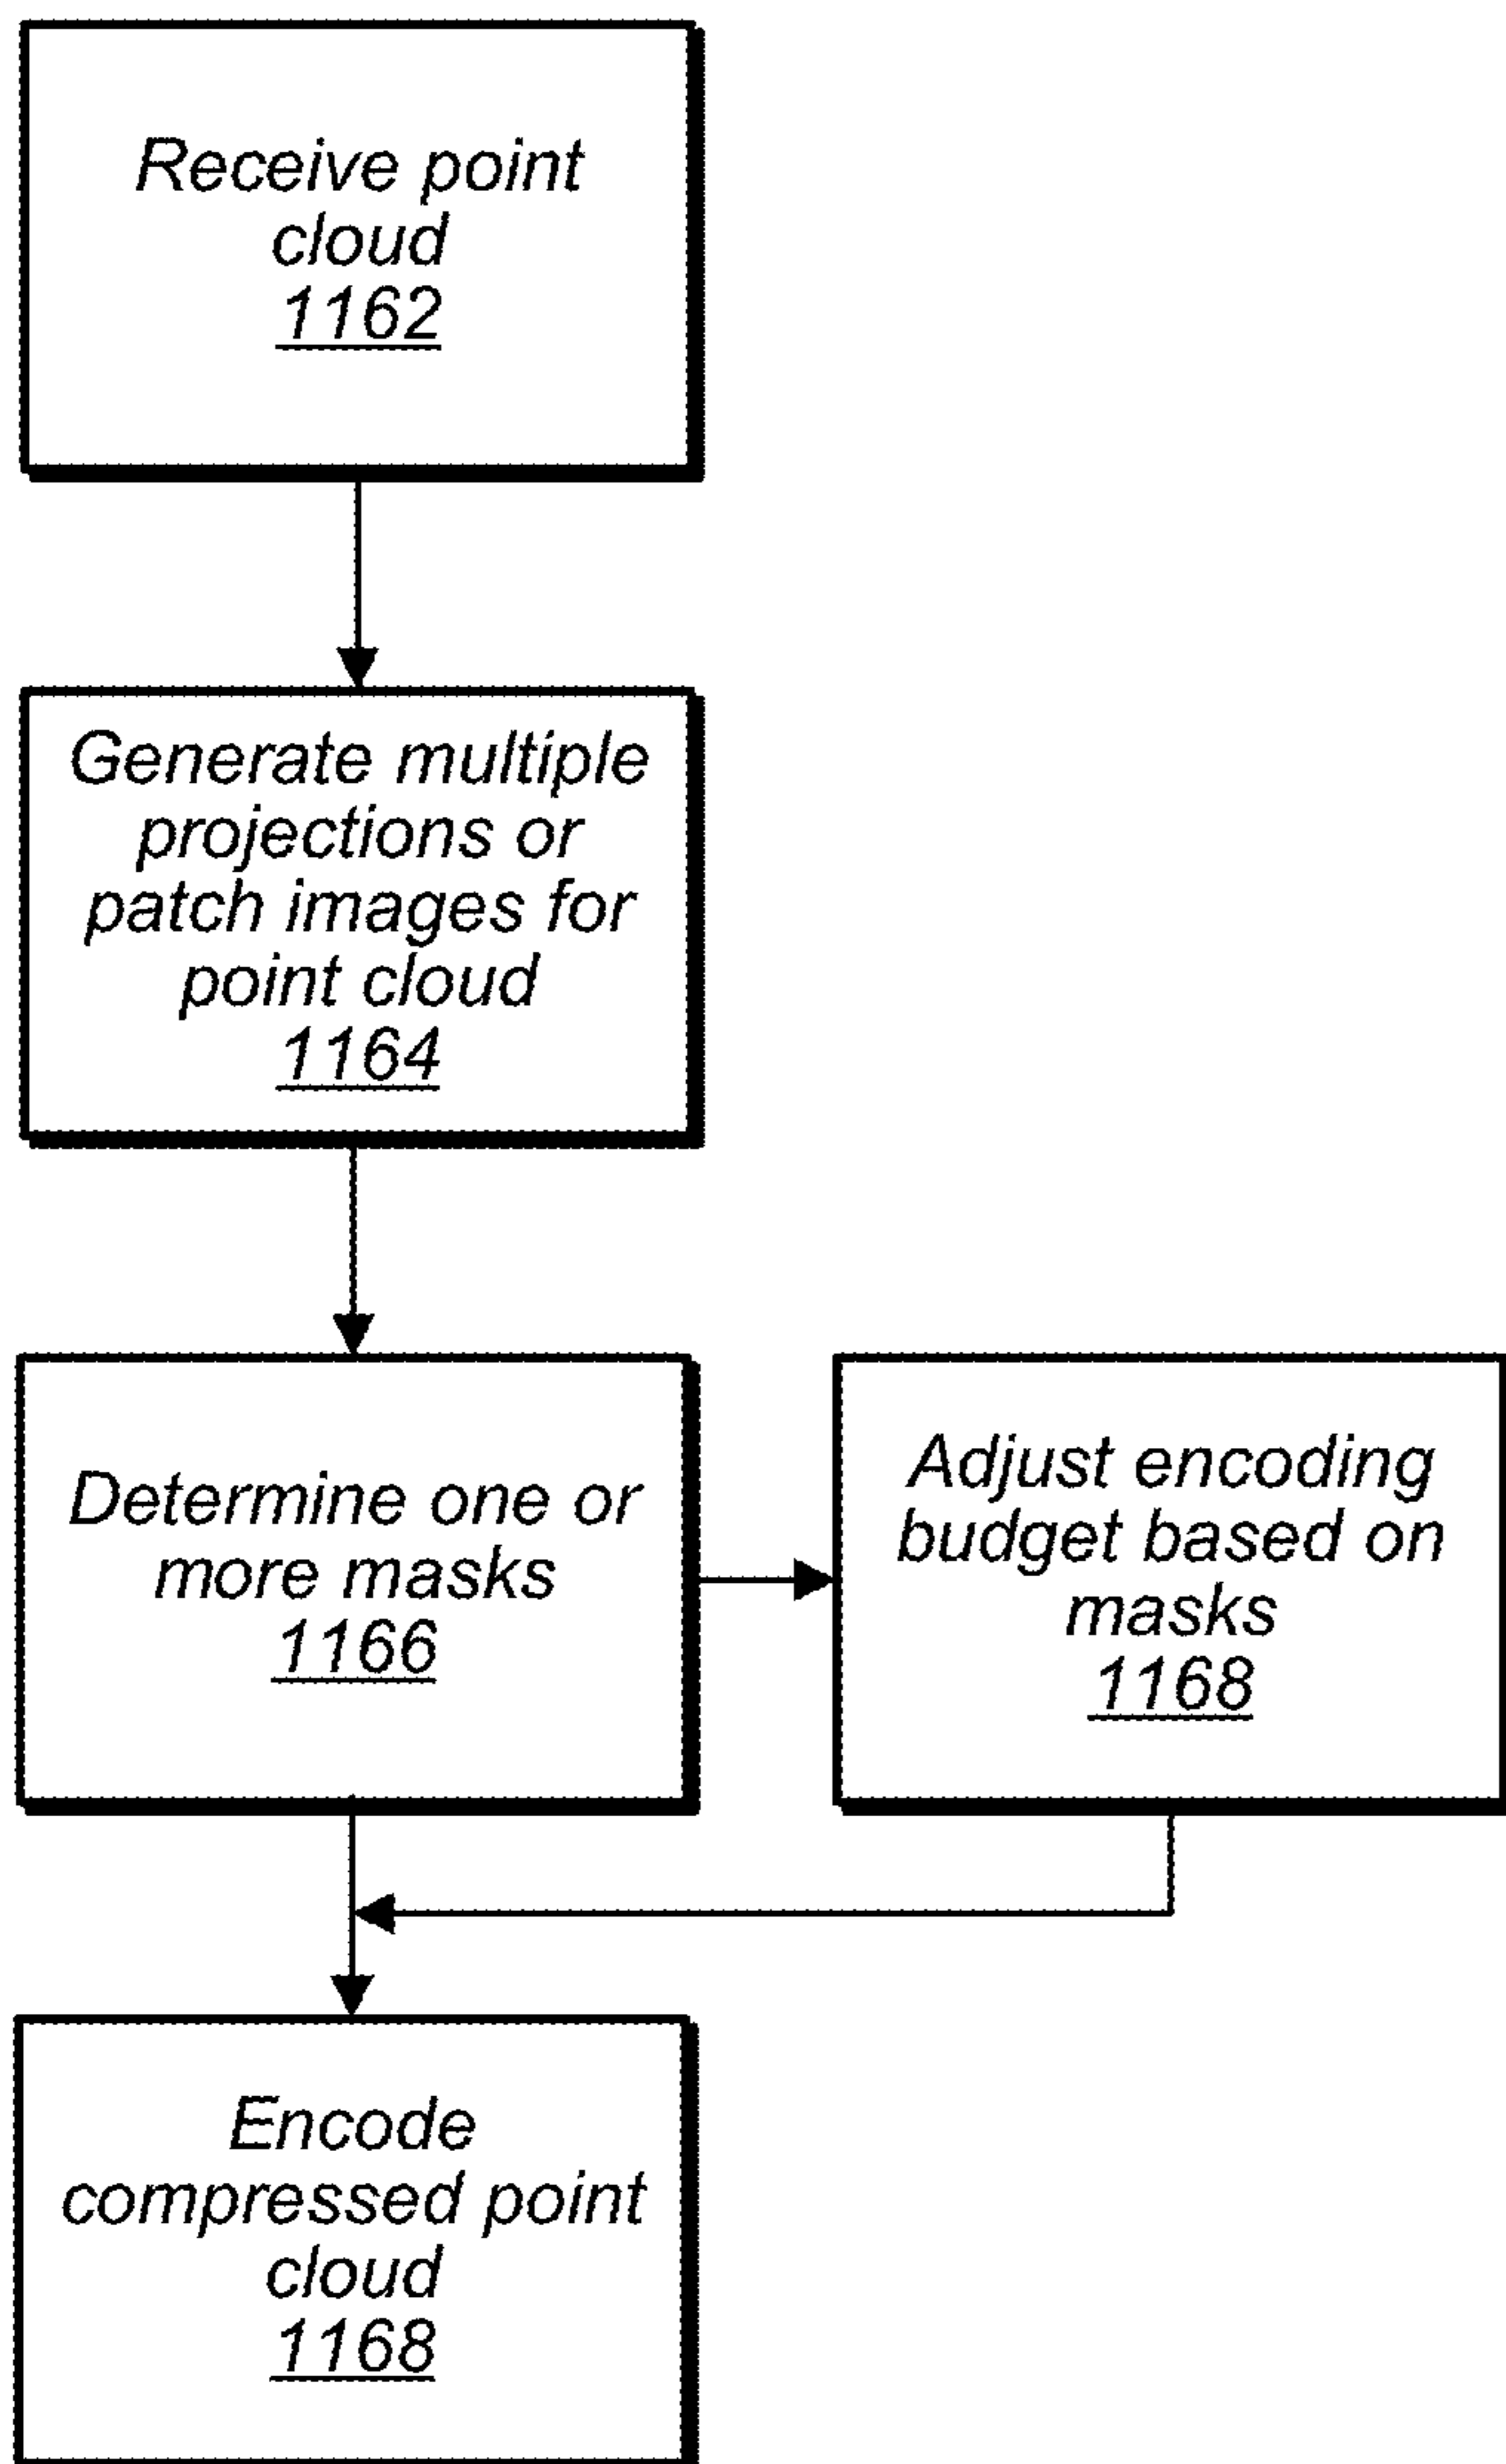 Receive point
cloud
1162
Generate multiple
projections or
patch images for
point cloud
1164
Determine one or
more masks
1166
Adjust encoding
budget based on
masks
1168
Encode
compressed point
cloud
1168